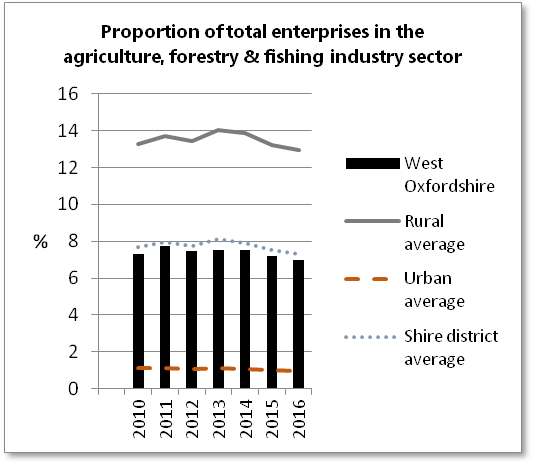 Proportion of total enterprises in the
agriculture, forestry & fishing industry sector
16
14
12
10
8
6
4
2
0
%
2010
2011
2012
2013
2014
2015
2016
West
Oxfordshire
Rural
average
Urban
average
Shire district
average